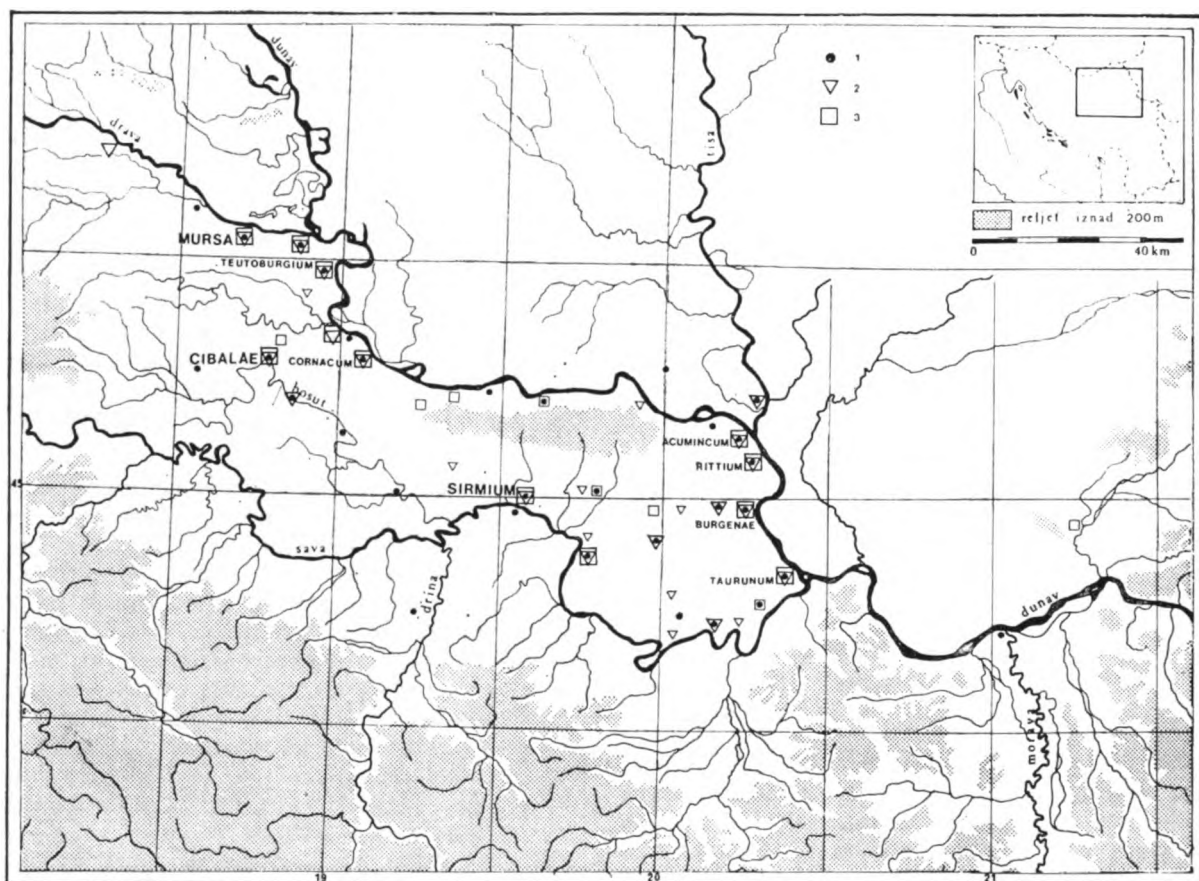 dunav
1
2
3
drava
tisa
reljef iznad 200m
0 40 km
MURSA
TEUTOBURGIUM
CIBALAE
CORNACUM
bosut
ACUMINCUM
RITTIUM
45
SIRMIUM
BURGENAE
sava
drina
TAURUNUM
dunav
morava
19
20
21